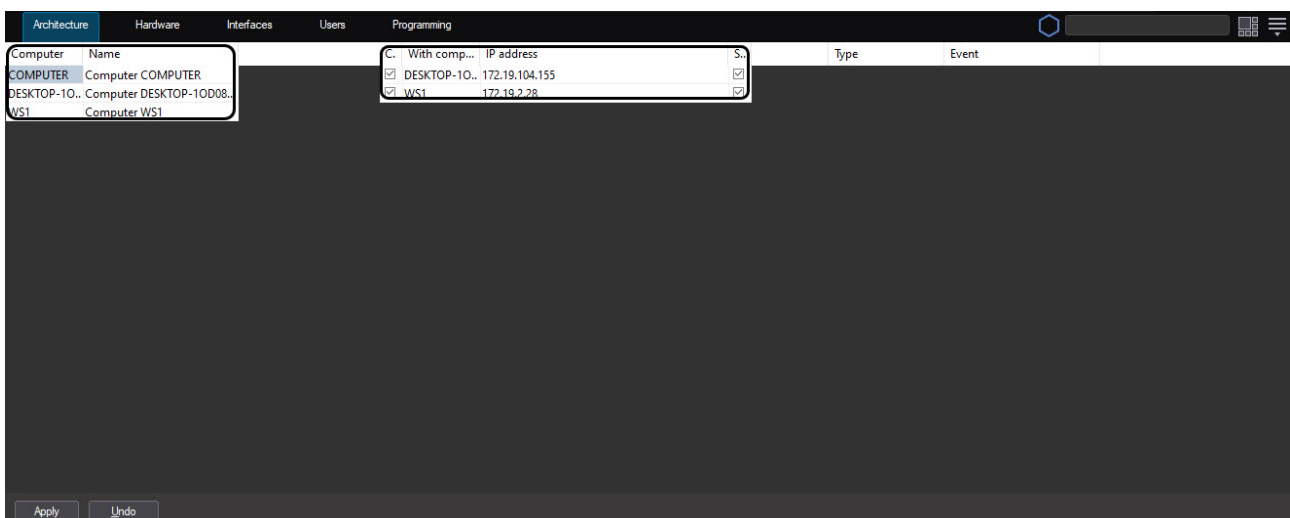 Architecture Hardware Interfaces Users Programming
Computer Name C. With comp... IP address S.. Type Event
COMPUTER Computer COMPUTER DESKTOP-1O.. 172.19.104.155
DESKTOP-1O.. Computer DESKTOP-1OD08.. WS1 172.19.2.28
WS1 Computer WS1
Apply Undo